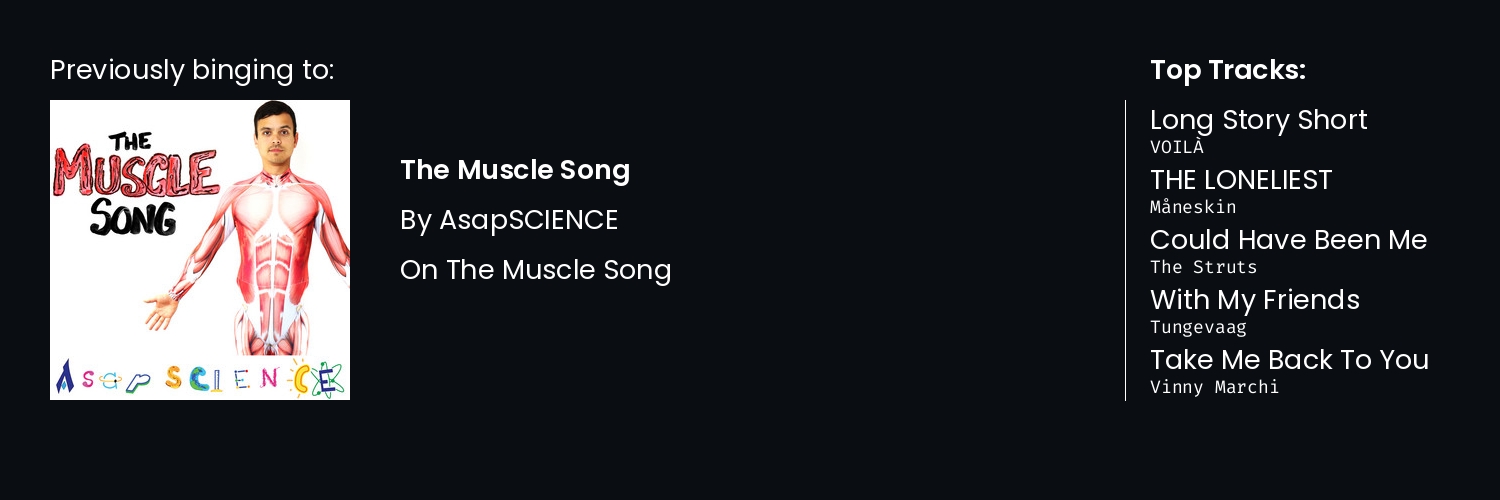 Previously binging to:
THE
MUSCLE
SONG
AsapSCIENCE
The Muscle Song
By AsapSCIENCE
On The Muscle Song
Top Tracks:
Long Story Short
VOILÀ
THE LONELIEST
Måneskin
Could Have Been Me
The Struts
With My Friends
Tungevaag
Take Me Back To You
Vinny Marchi